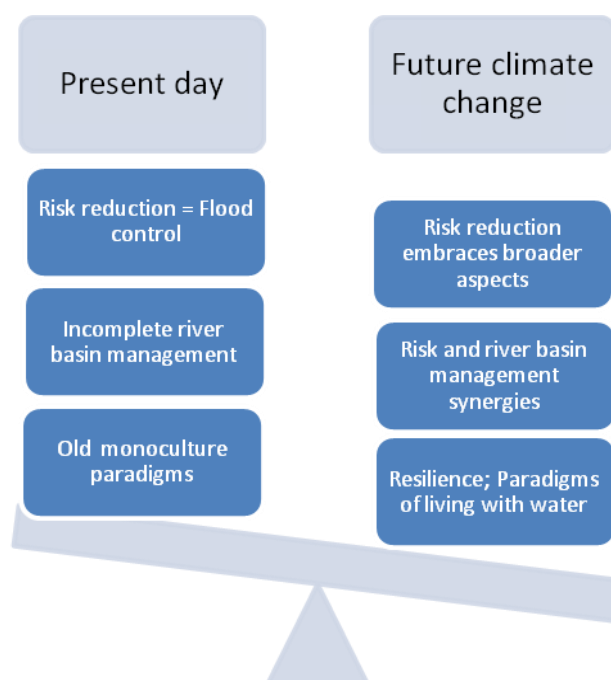 Present day
Risk reduction = Flood
control
Incomplete river
basin management
Old monoculture
paradigms
Future climate
change
Risk reduction
embraces broader
aspects
Risk and river basin
management
synergies
Resilience; Paradigms
of living with water